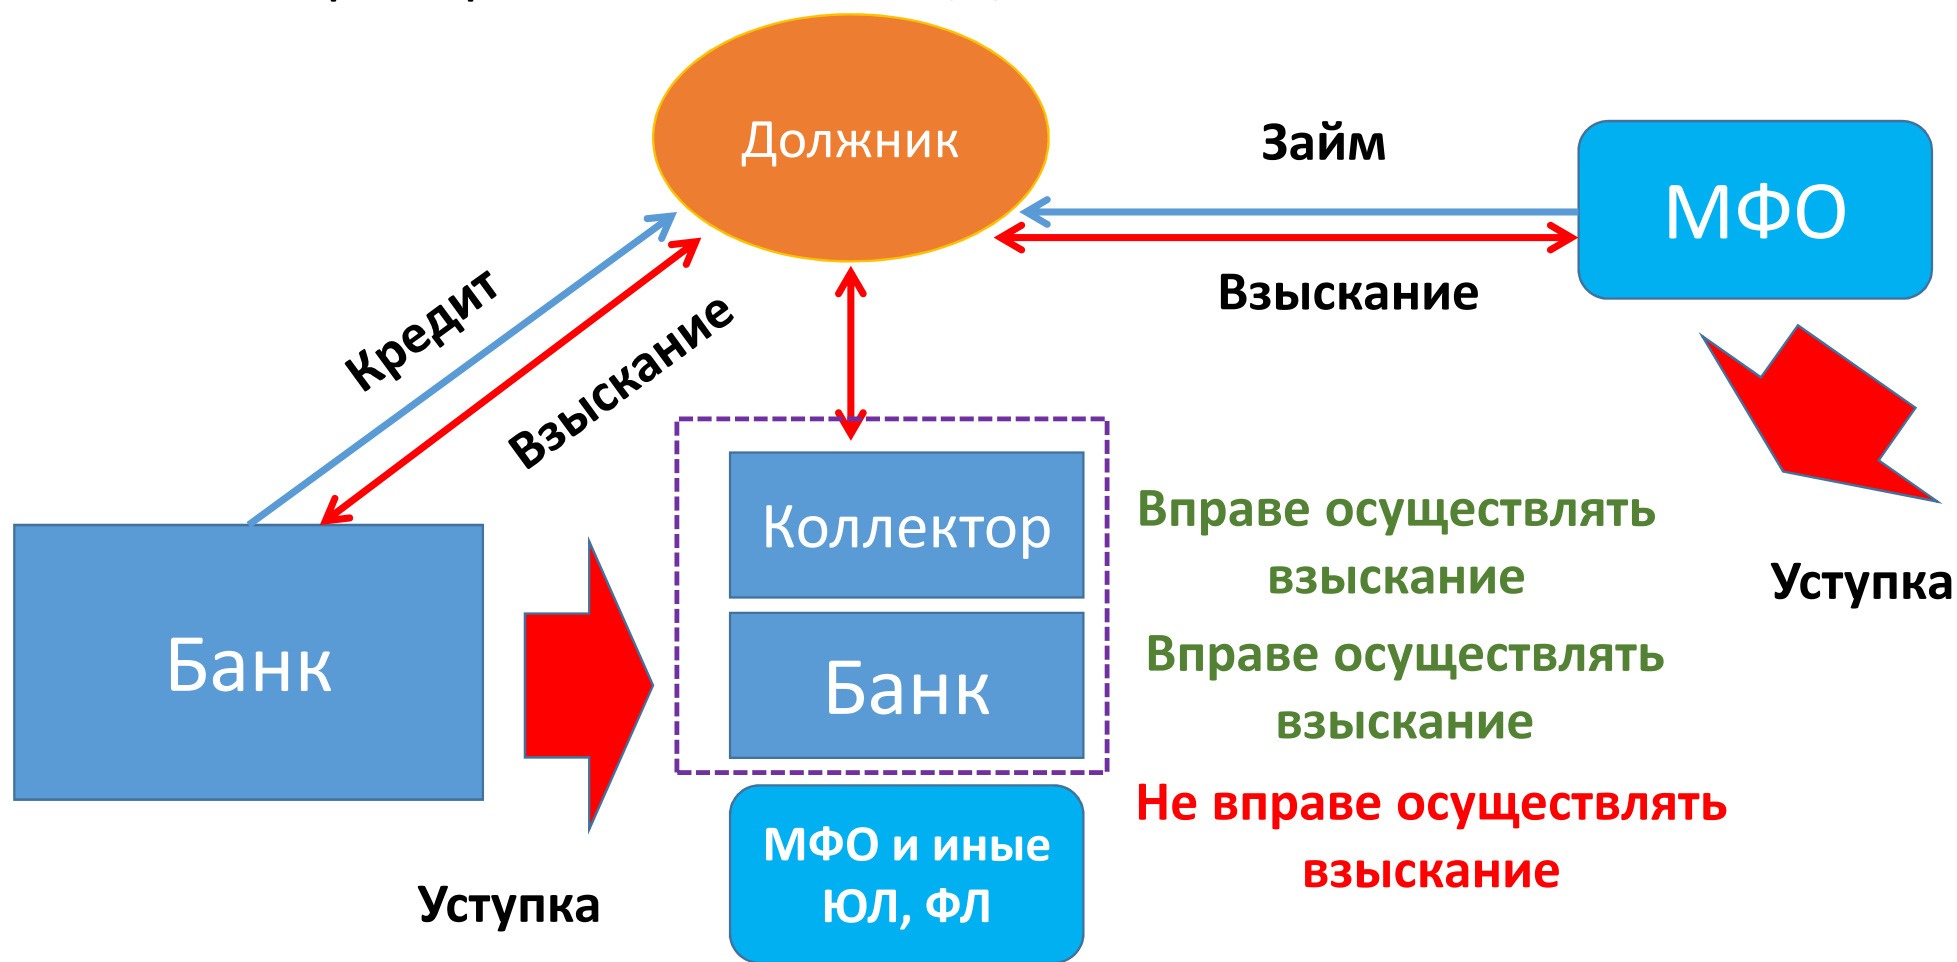 Должник
Займ
МФО
Взыскание
Кредит
Взыскание
Коллектор
Вправе осуществлять
взыскание
Уступка
Банк
Банк
Вправе осуществлять
взыскание
Не вправе осуществлять
взыскание
МФО и иные
ЮЛ, ФЛ
Уступка